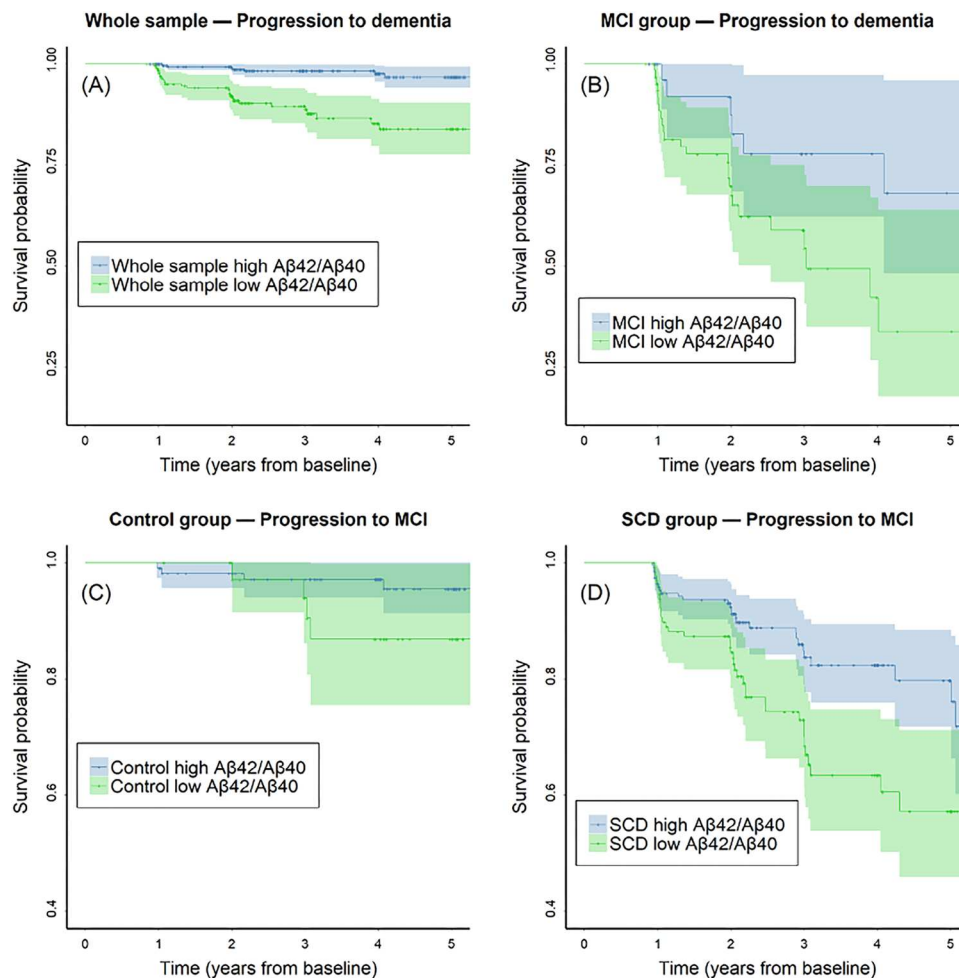 Whole sample — Progression to dementia
(A)
Survival probability
1.00
0.75
0.50
0.25
Whole sample high Aβ42/Aβ40
Whole sample low Aβ42/Aβ40
0 1 2 3 4 5
Time (years from baseline)
MCI group — Progression to dementia
(B)
Survival probability
1.00
0.75
0.50
0.25
MCI high Aβ42/Aβ40
MCI low Aβ42/Aβ40
0 1 2 3 4 5
Time (years from baseline)
Control group — Progression to MCI
(C)
Survival probability
1.0
0.8
0.6
0.4
Control high Aβ42/Aβ40
Control low Aβ42/Aβ40
0 1 2 3 4 5
Time (years from baseline)
SCD group — Progression to MCI
(D)
Survival probability
1.0
0.8
0.6
0.4
SCD high Aβ42/Aβ40
SCD low Aβ42/Aβ40
0 1 2 3 4 5
Time (years from baseline)